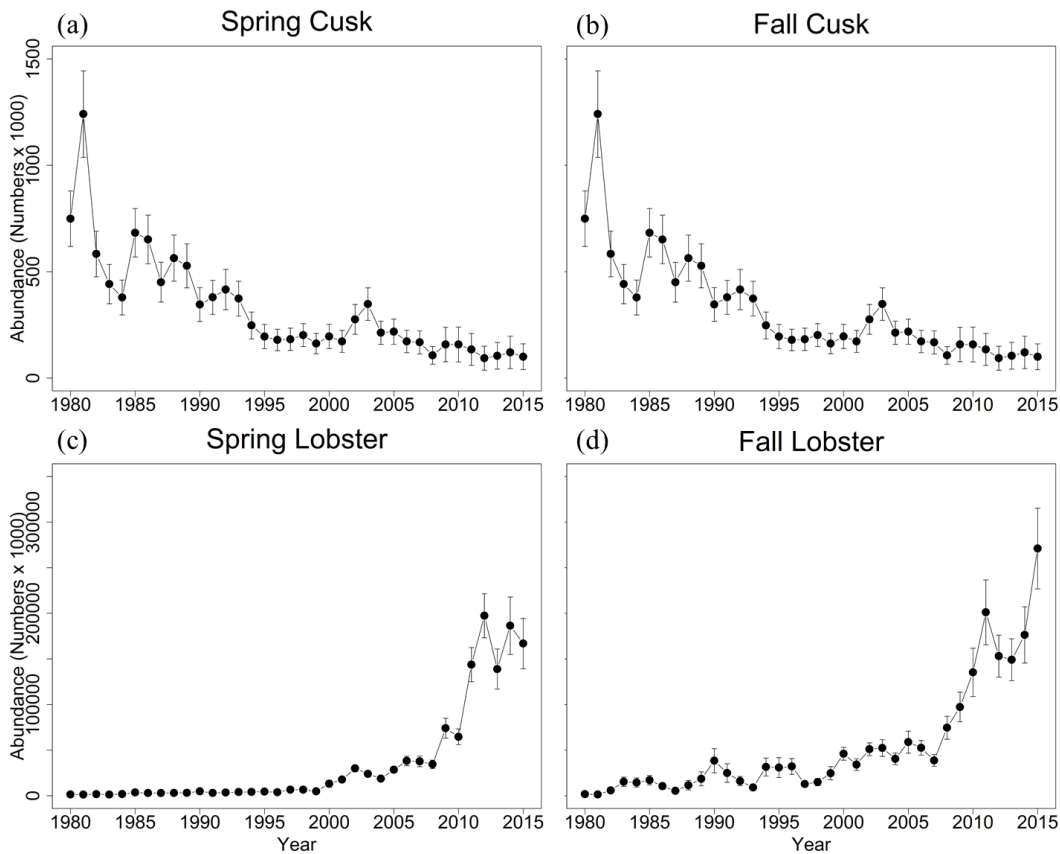 (a) Spring Cusk
(b) Fall Cusk
Abundance (Numbers x 1000)
1500
1000
500
0
1980 1985 1990 1995 2000 2005 2010 2015
1980 1985 1990 1995 2000 2005 2010 2015
(c) Spring Lobster
(d) Fall Lobster
Abundance (Numbers x 1000)
300000
200000
100000
0
1980 1985 1990 1995 2000 2005 2010 2015
1980 1985 1990 1995 2000 2005 2010 2015
Year
Year